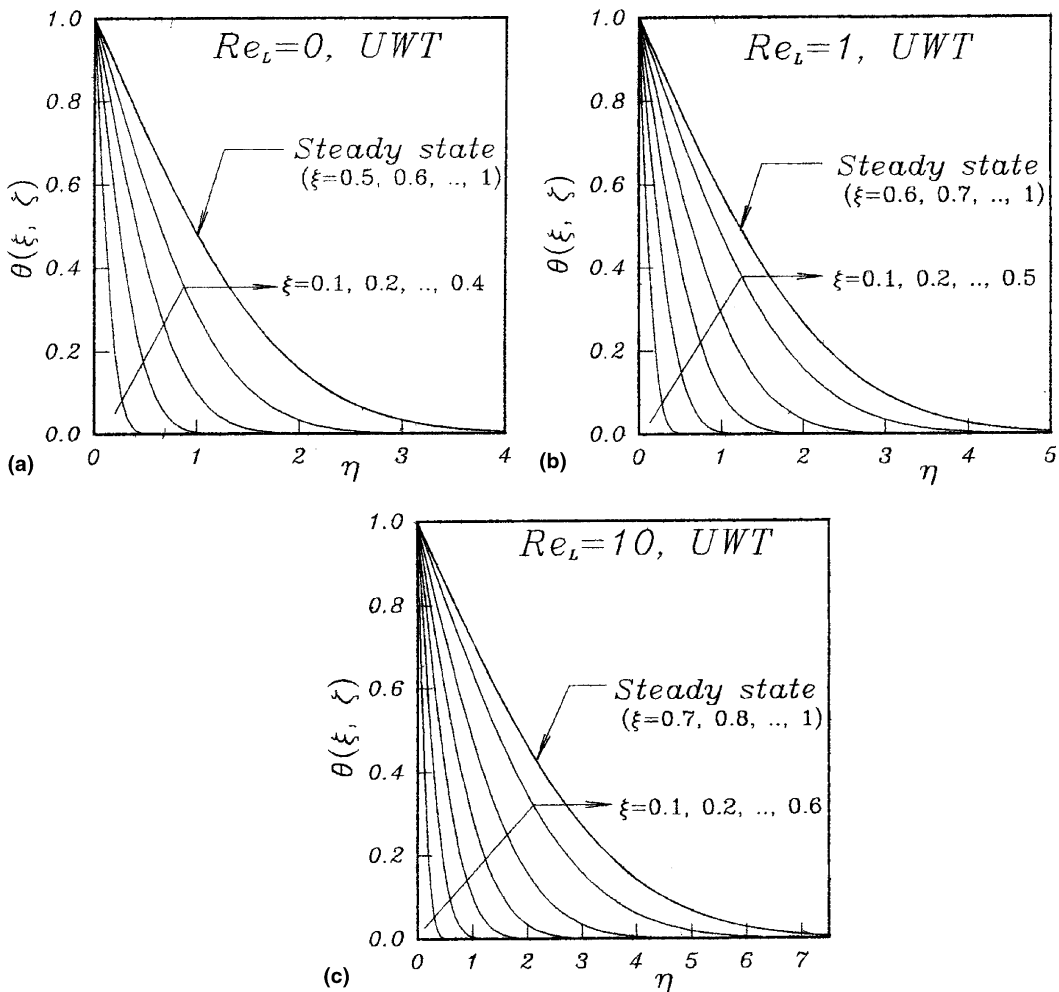 Re_L=0, UWT
1.0
0.8
0.6
0.4
0.2
0.0
θ(ξ, ζ)
Steady state
(ξ=0.5, 0.6, .., 1)
ξ=0.1, 0.2, .., 0.4
0 1 2 3 4
η
(a)
Re_L=1, UWT
1.0
0.8
0.6
0.4
0.2
0.0
θ(ξ, ζ)
Steady state
(ξ=0.6, 0.7, .., 1)
ξ=0.1, 0.2, .., 0.5
0 1 2 3 4 5
η
(b)
Re_L=10, UWT
1.0
0.8
0.6
0.4
0.2
0.0
θ(ξ, ζ)
Steady state
(ξ=0.7, 0.8, .., 1)
ξ=0.1, 0.2, .., 0.6
0 1 2 3 4 5 6 7
η
(c)